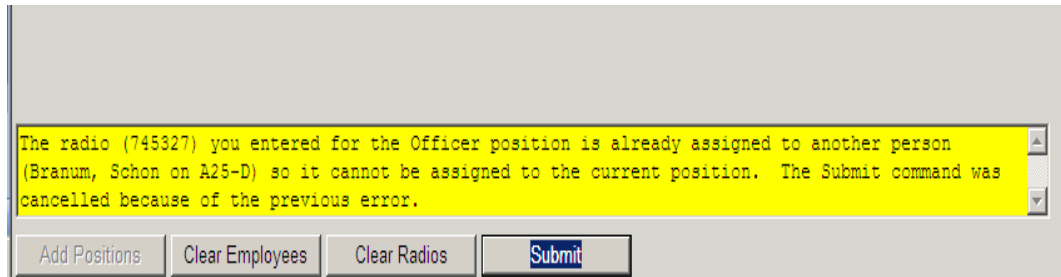 The radio (745327) you entered for the Officer position is already assigned to another person
(Branum, Schon on A25-D) so it cannot be assigned to the current position.  The Submit command was
cancelled because of the previous error.
Add Positions Clear Employees Clear Radios Submit